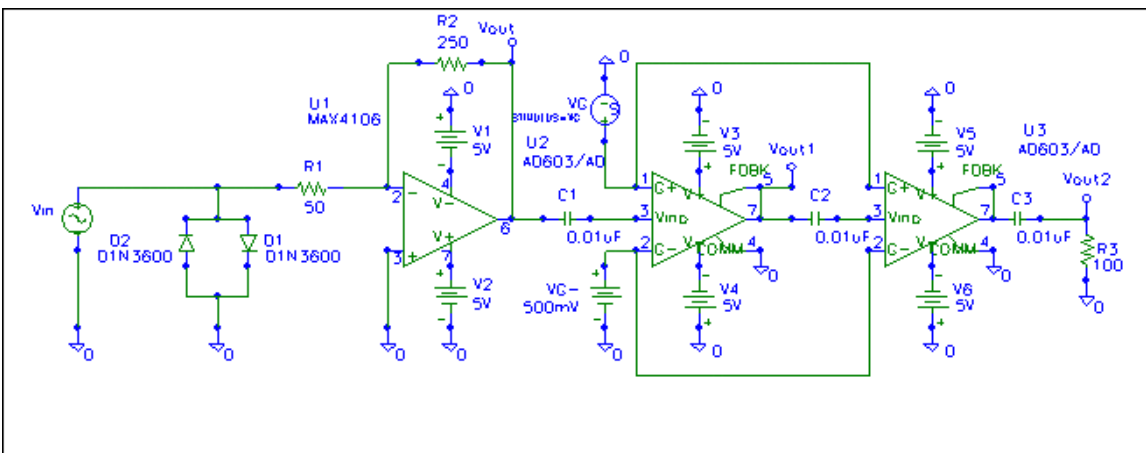 R2
250
Vout
0
U1
MAX4106
V1
5V
+
-
0
VG
U2
AD603/AD
0
V3
5V
-
+
FDBK
5
Vout1
0
V5
5V
-
+
FDBK
5
U3
AD603/AD
Vout2
Vin
R1
50
2
-
4
V-
6
C1
0.01uF
1
G+
V+
3
VinD
7
2
G-
V-
COMM
4
0
C2
0.01uF
1
G+
V+
3
VinD
7
2
G-
V-
COMM
4
0
C3
0.01uF
R3
100
0
D2
D1N3600
D1
D1N3600
3
+
V+
7
+
V2
5V
-
0
+
VG-
500mV
-
0
-
V4
5V
+
0
-
V6
5V
+
0
0
0
0